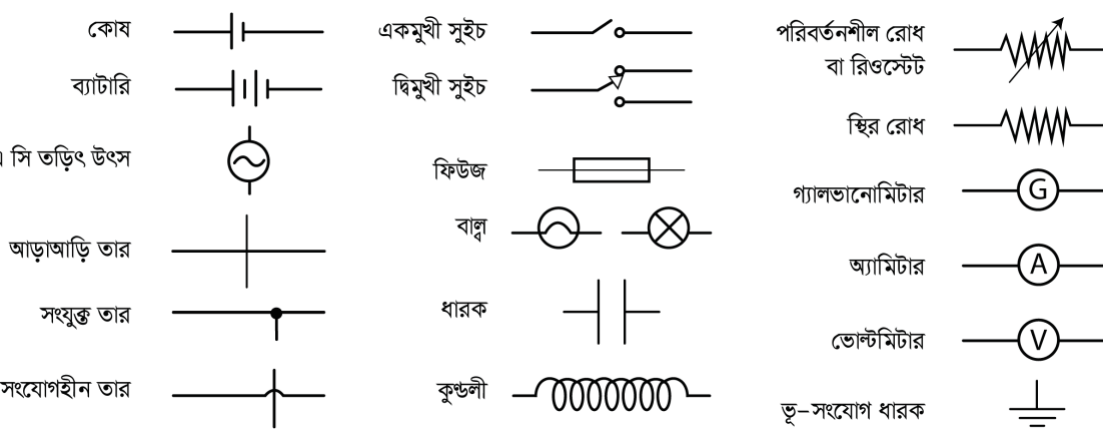 কোষ
ব্যাটারি
সি তড়িৎ উৎস
আড়াআড়ি তার
সংযুক্ত তার
সংযোগহীন তার
একমুখী সুইচ
দ্বিমুখী সুইচ
ফিউজ
বাল্ব
ধারক
কুণ্ডলী
পরিবর্তনশীল রোধ
বা রিওস্টেট
স্থির রোধ
গ্যালভানোমিটার
G
অ্যামিটার
A
ভোল্টমিটার
V
ভূ-সংযোগ ধারক